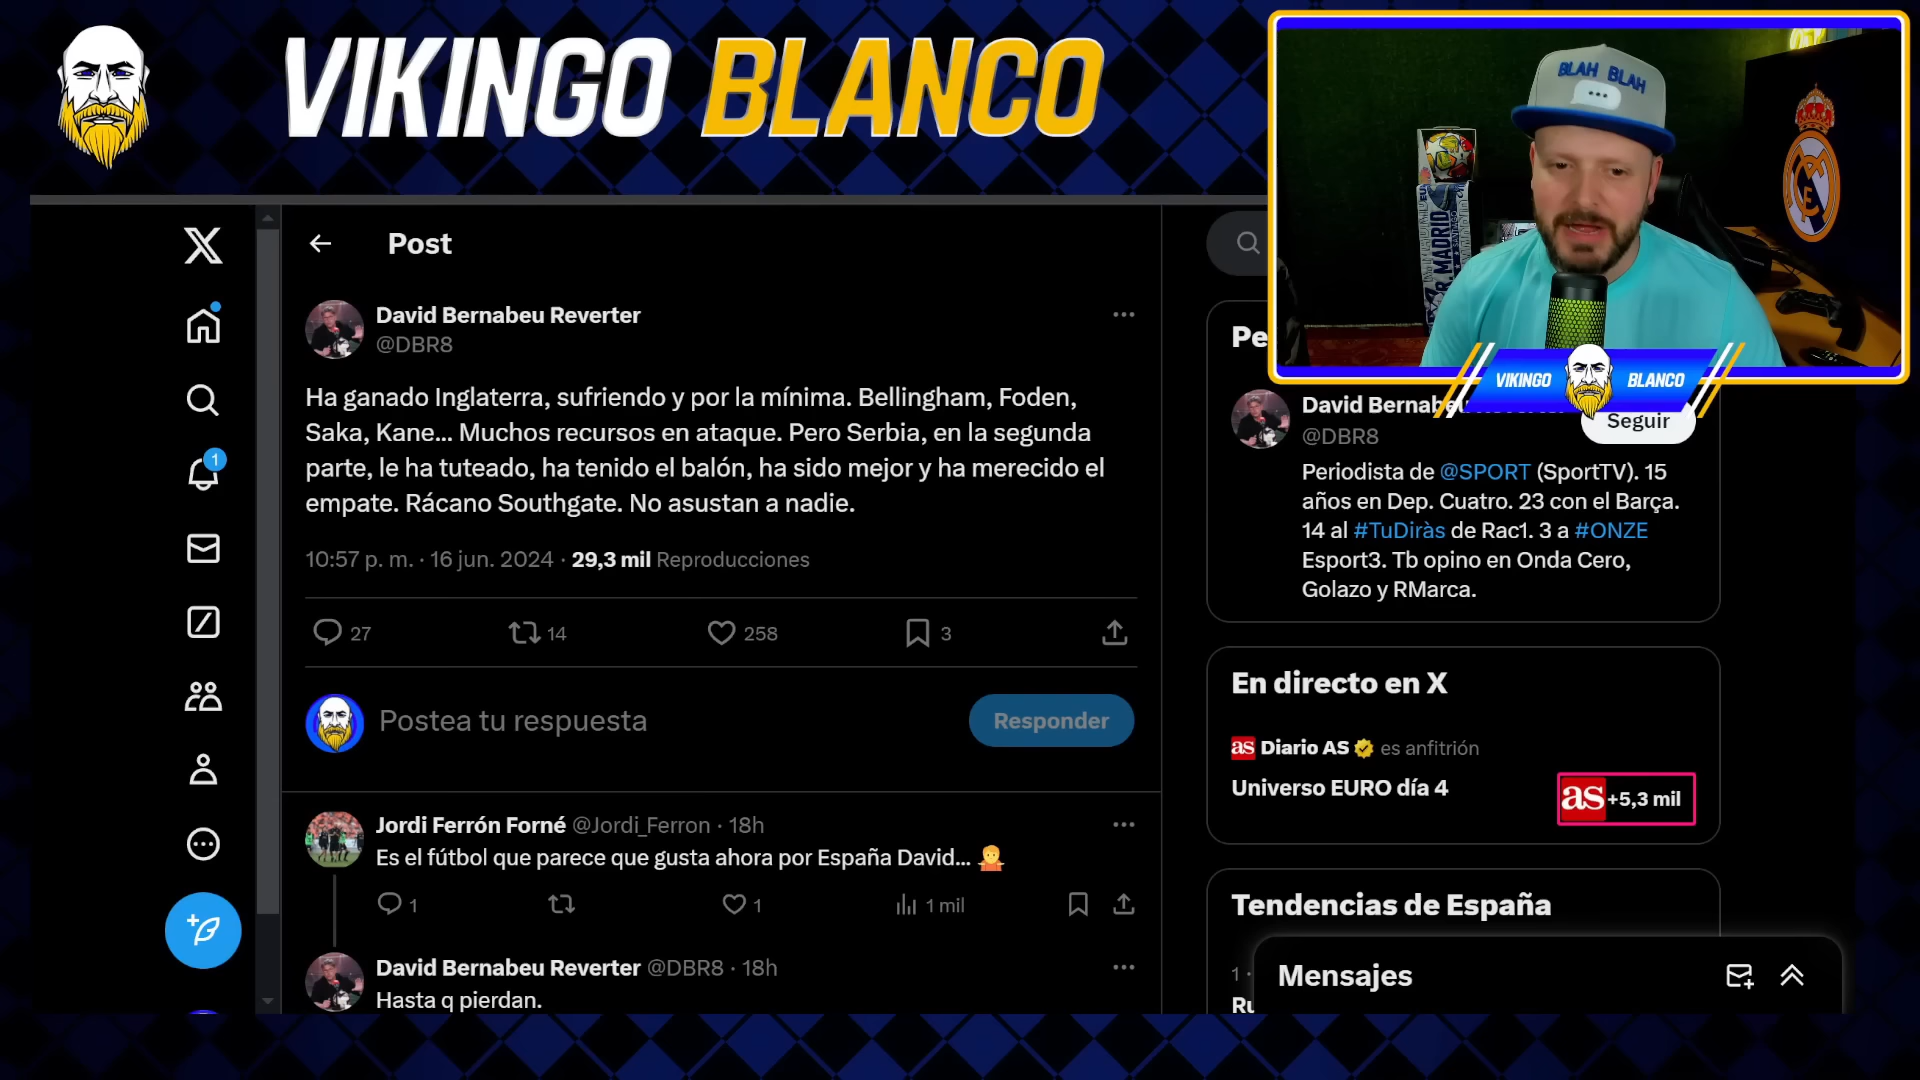 VIKINGO BLANCO
BLAH BLAH
R. MADRID
VIKINGO BLANCO
Post
David Bernabeu Reverter
@DBR8
Ha ganado Inglaterra, sufriendo y por la mínima. Bellingham, Foden,
Saka, Kane... Muchos recursos en ataque. Pero Serbia, en la segunda
parte, le ha tuteado, ha tenido el balón, ha sido mejor y ha merecido el
empate. Rácano Southgate. No asustan a nadie.
10:57 p. m. · 16 jun. 2024 · 29,3 mil Reproducciones
27 14 258 3
Postea tu respuesta
Responder
Jordi Ferrón Forné @Jordi_Ferron · 18h
Es el fútbol que parece que gusta ahora por España David... 🤷
1 1 1 mil
David Bernabeu Reverter @DBR8 · 18h
Hasta q pierdan.
1
Pe
David Bernabeu
@DBR8
Seguir
Periodista de @SPORT (SportTV). 15
años en Dep. Cuatro. 23 con el Barça.
14 al #TuDiràs de Rac1. 3 a #ONZE
Esport3. Tb opino en Onda Cero,
Golazo y RMarca.
En directo en X
as Diario AS es anfitrión
Universo EURO día 4
as +5,3 mil
Tendencias de España
1 ·
Ru
Mensajes